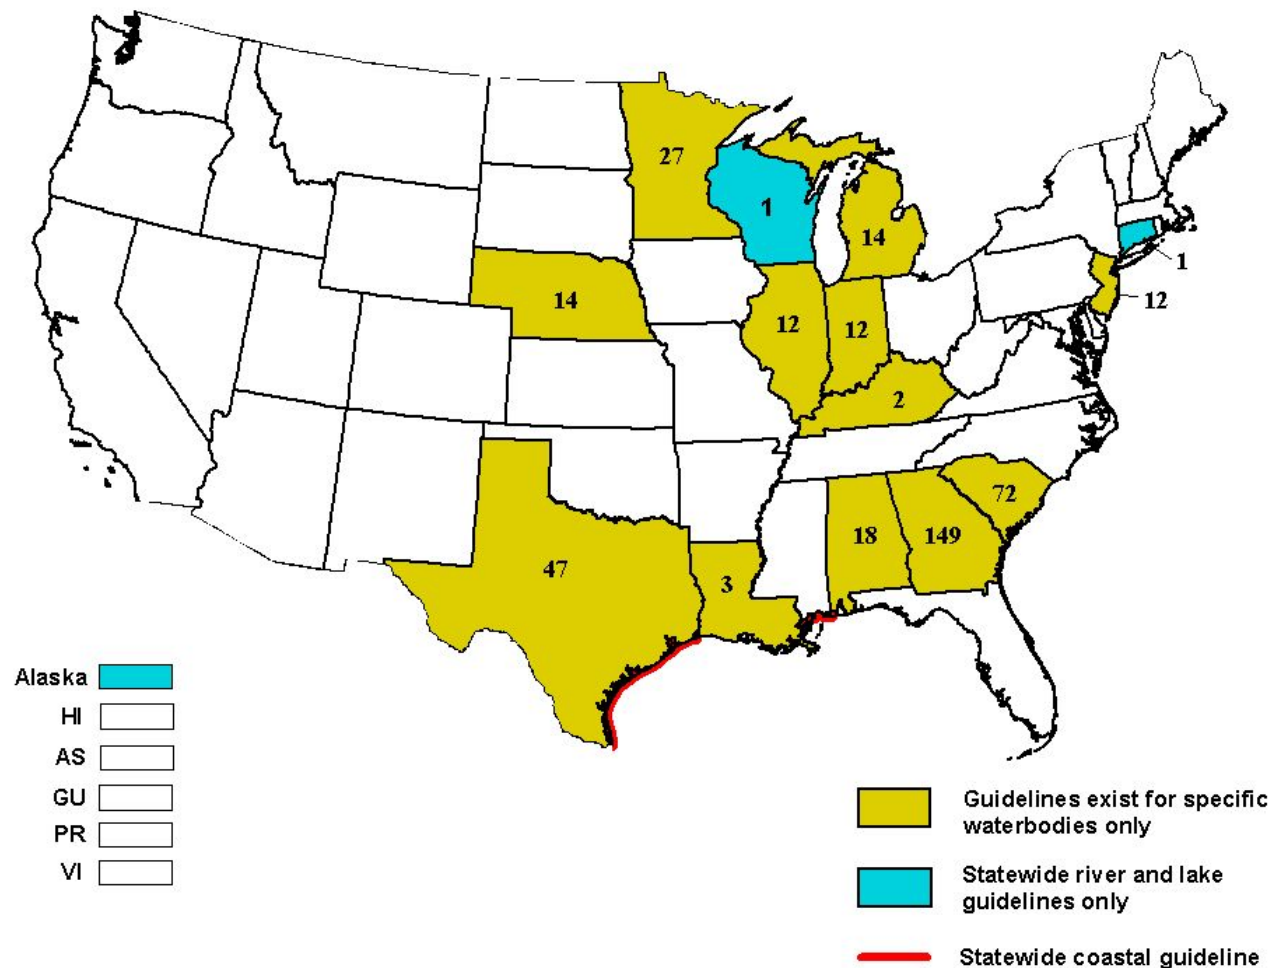 27
1
14
1
14
12
12
12
2
72
18
149
47
3
Alaska
HI
AS
GU
PR
VI
Guidelines exist for specific
waterbodies only
Statewide river and lake
guidelines only
Statewide coastal guideline